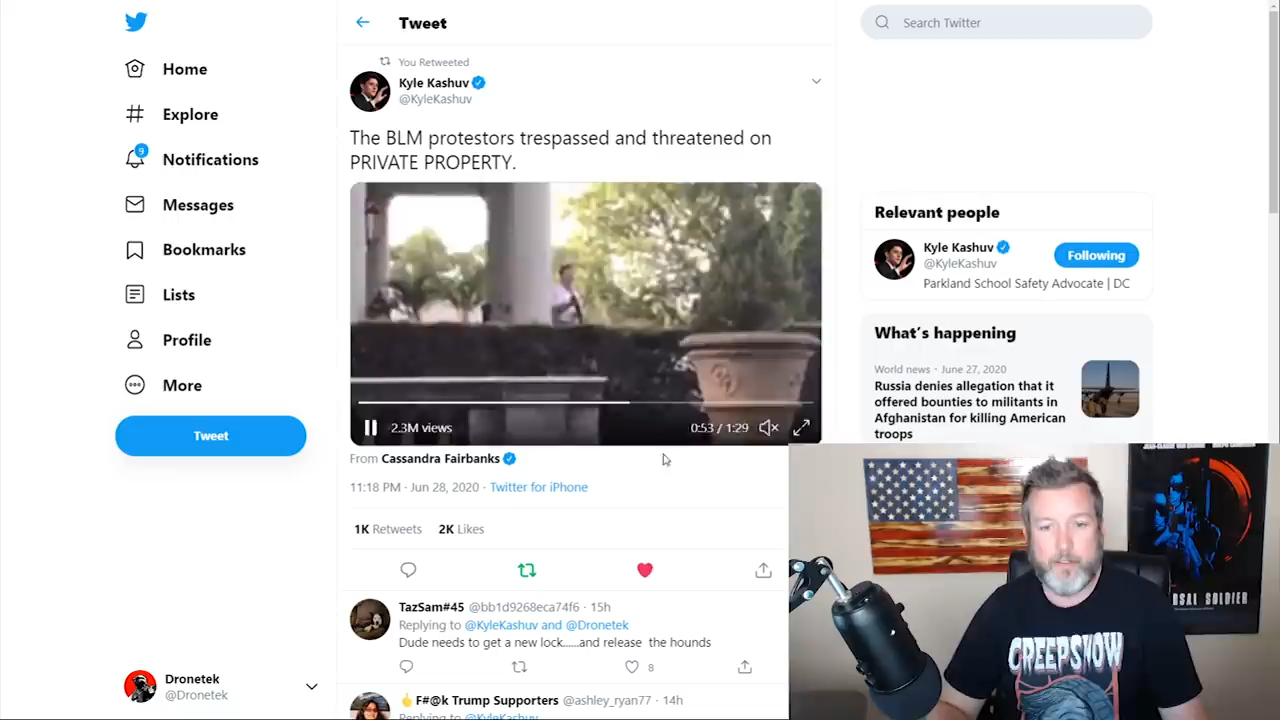 Tweet
Search Twitter
Home
Explore
9
Notifications
Messages
Bookmarks
Lists
Profile
More
Tweet
Dronetek
@Dronetek
You Retweeted
Kyle Kashuv
@KyleKashuv
The BLM protestors trespassed and threatened on
PRIVATE PROPERTY.
2.3M views
0:53 / 1:29
From Cassandra Fairbanks
11:18 PM · Jun 28, 2020 · Twitter for iPhone
1K Retweets 2K Likes
TazSam#45 @bb1d9268eca74f6 · 15h
Replying to @KyleKashuv and @Dronetek
Dude needs to get a new lock......and release the hounds
8
F#@k Trump Supporters @ashley_ryan77 · 14h
Replying to @KyleKashuv
Relevant people
Kyle Kashuv
@KyleKashuv
Following
Parkland School Safety Advocate | DC
What's happening
World news · June 27, 2020
Russia denies allegation that it
offered bounties to militants in
Afghanistan for killing American
troops
SOLDIER
CREEPSHOW